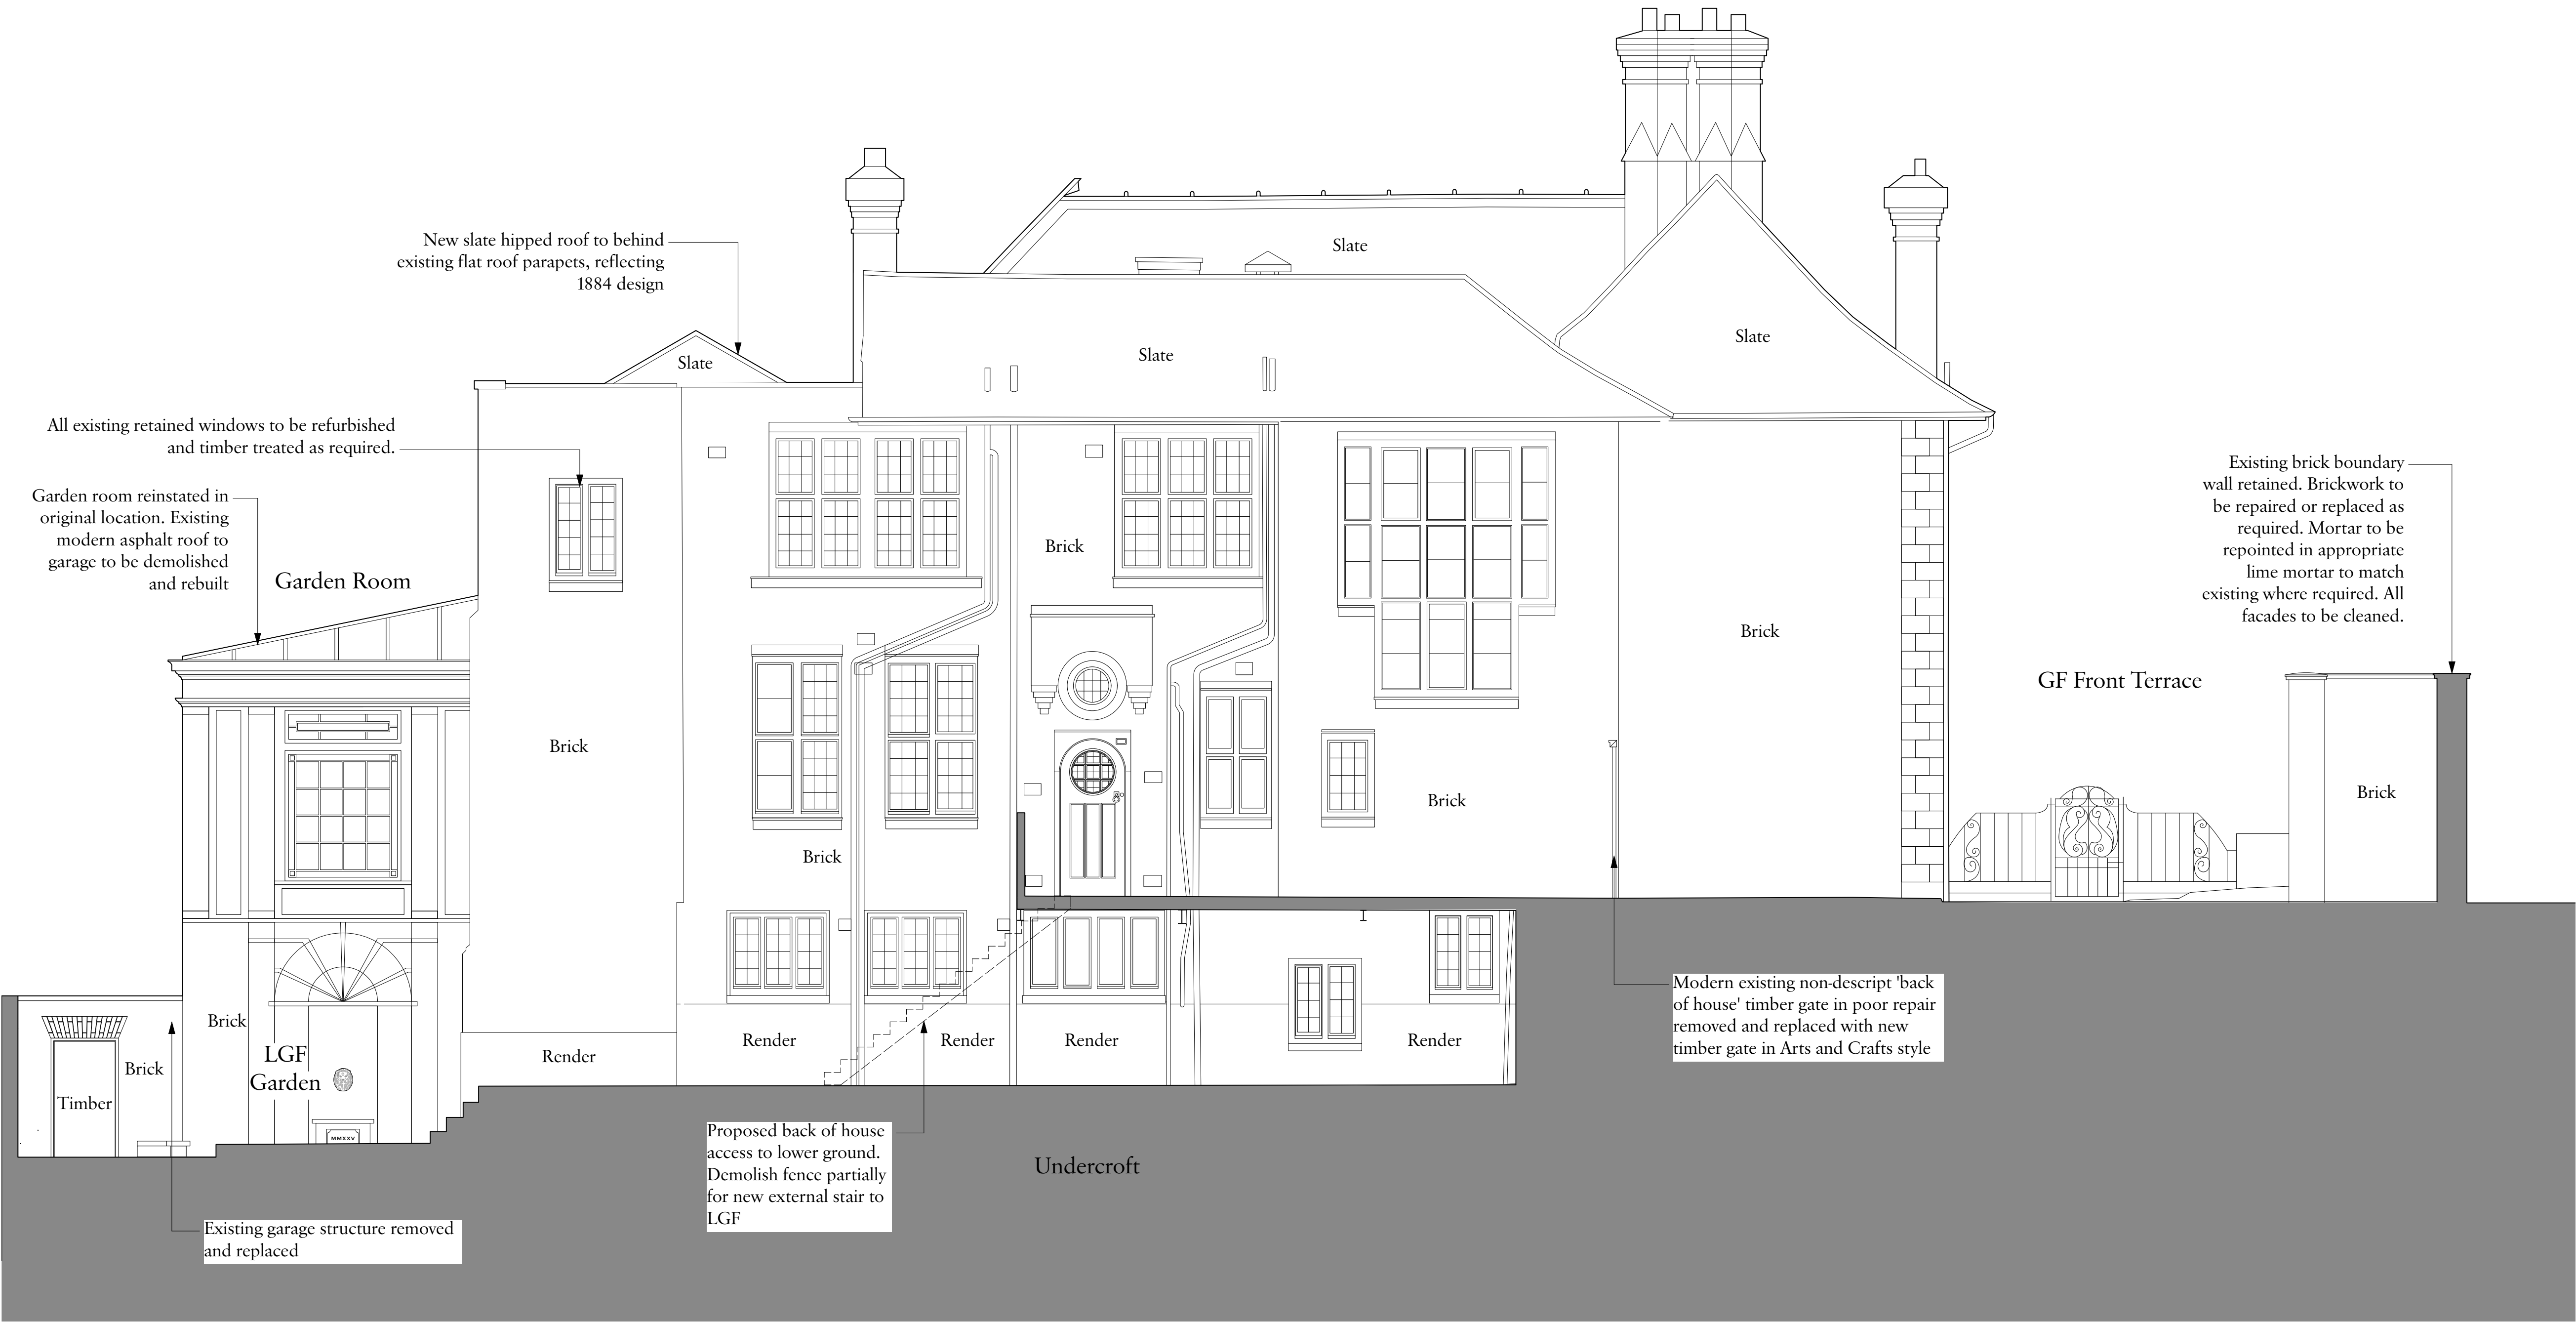 New slate hipped roof to behind
existing flat roof parapets, reflecting
1884 design
Slate
Slate
Slate
Slate
All existing retained windows to be refurbished
and timber treated as required.
Garden room reinstated in
original location. Existing
modern asphalt roof to
garage to be demolished
and rebuilt
Garden Room
Existing brick boundary
wall retained. Brickwork to
be repaired or replaced as
required. Mortar to be
repointed in appropriate
lime mortar to match
existing where required. All
facades to be cleaned.
Brick
Brick
GF Front Terrace
Brick
Brick
Brick
Brick
Brick
Brick
LGF
Garden
Brick
Timber
MMXXV
Render
Render
Render
Render
Render
Modern existing non-descript 'back
of house' timber gate in poor repair
removed and replaced with new
timber gate in Arts and Crafts style
Proposed back of house
access to lower ground.
Demolish fence partially
for new external stair to
LGF
Undercroft
Existing garage structure removed
and replaced